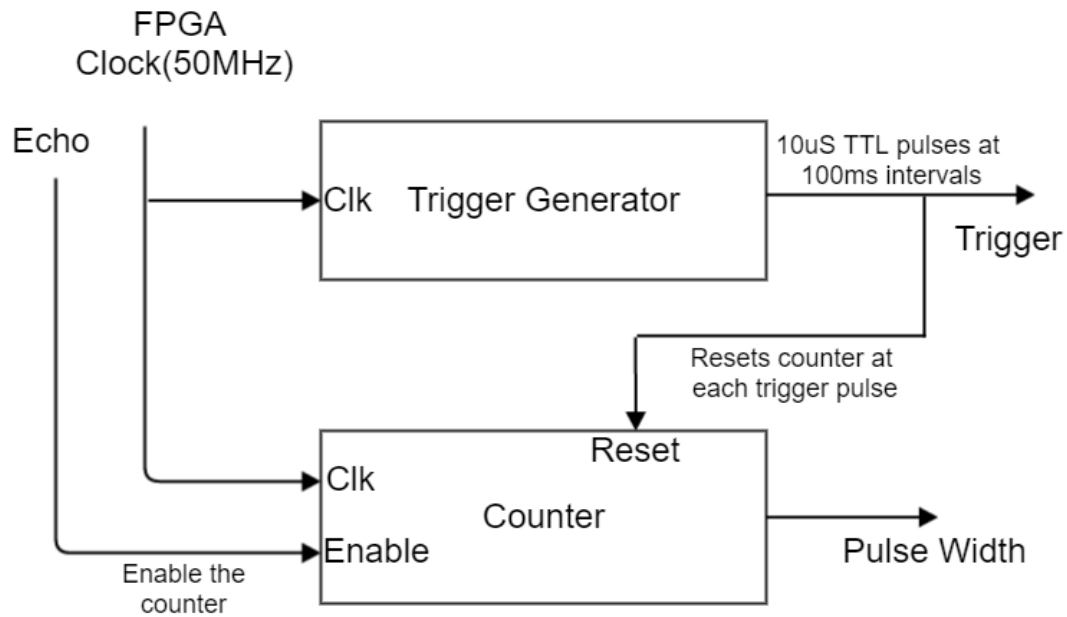 FPGA
Clock(50MHz)
Echo
10uS TTL pulses at
100ms intervals
Clk
Trigger Generator
Trigger
Resets counter at
each trigger pulse
Reset
Clk
Counter
Enable
Pulse Width
Enable the
counter